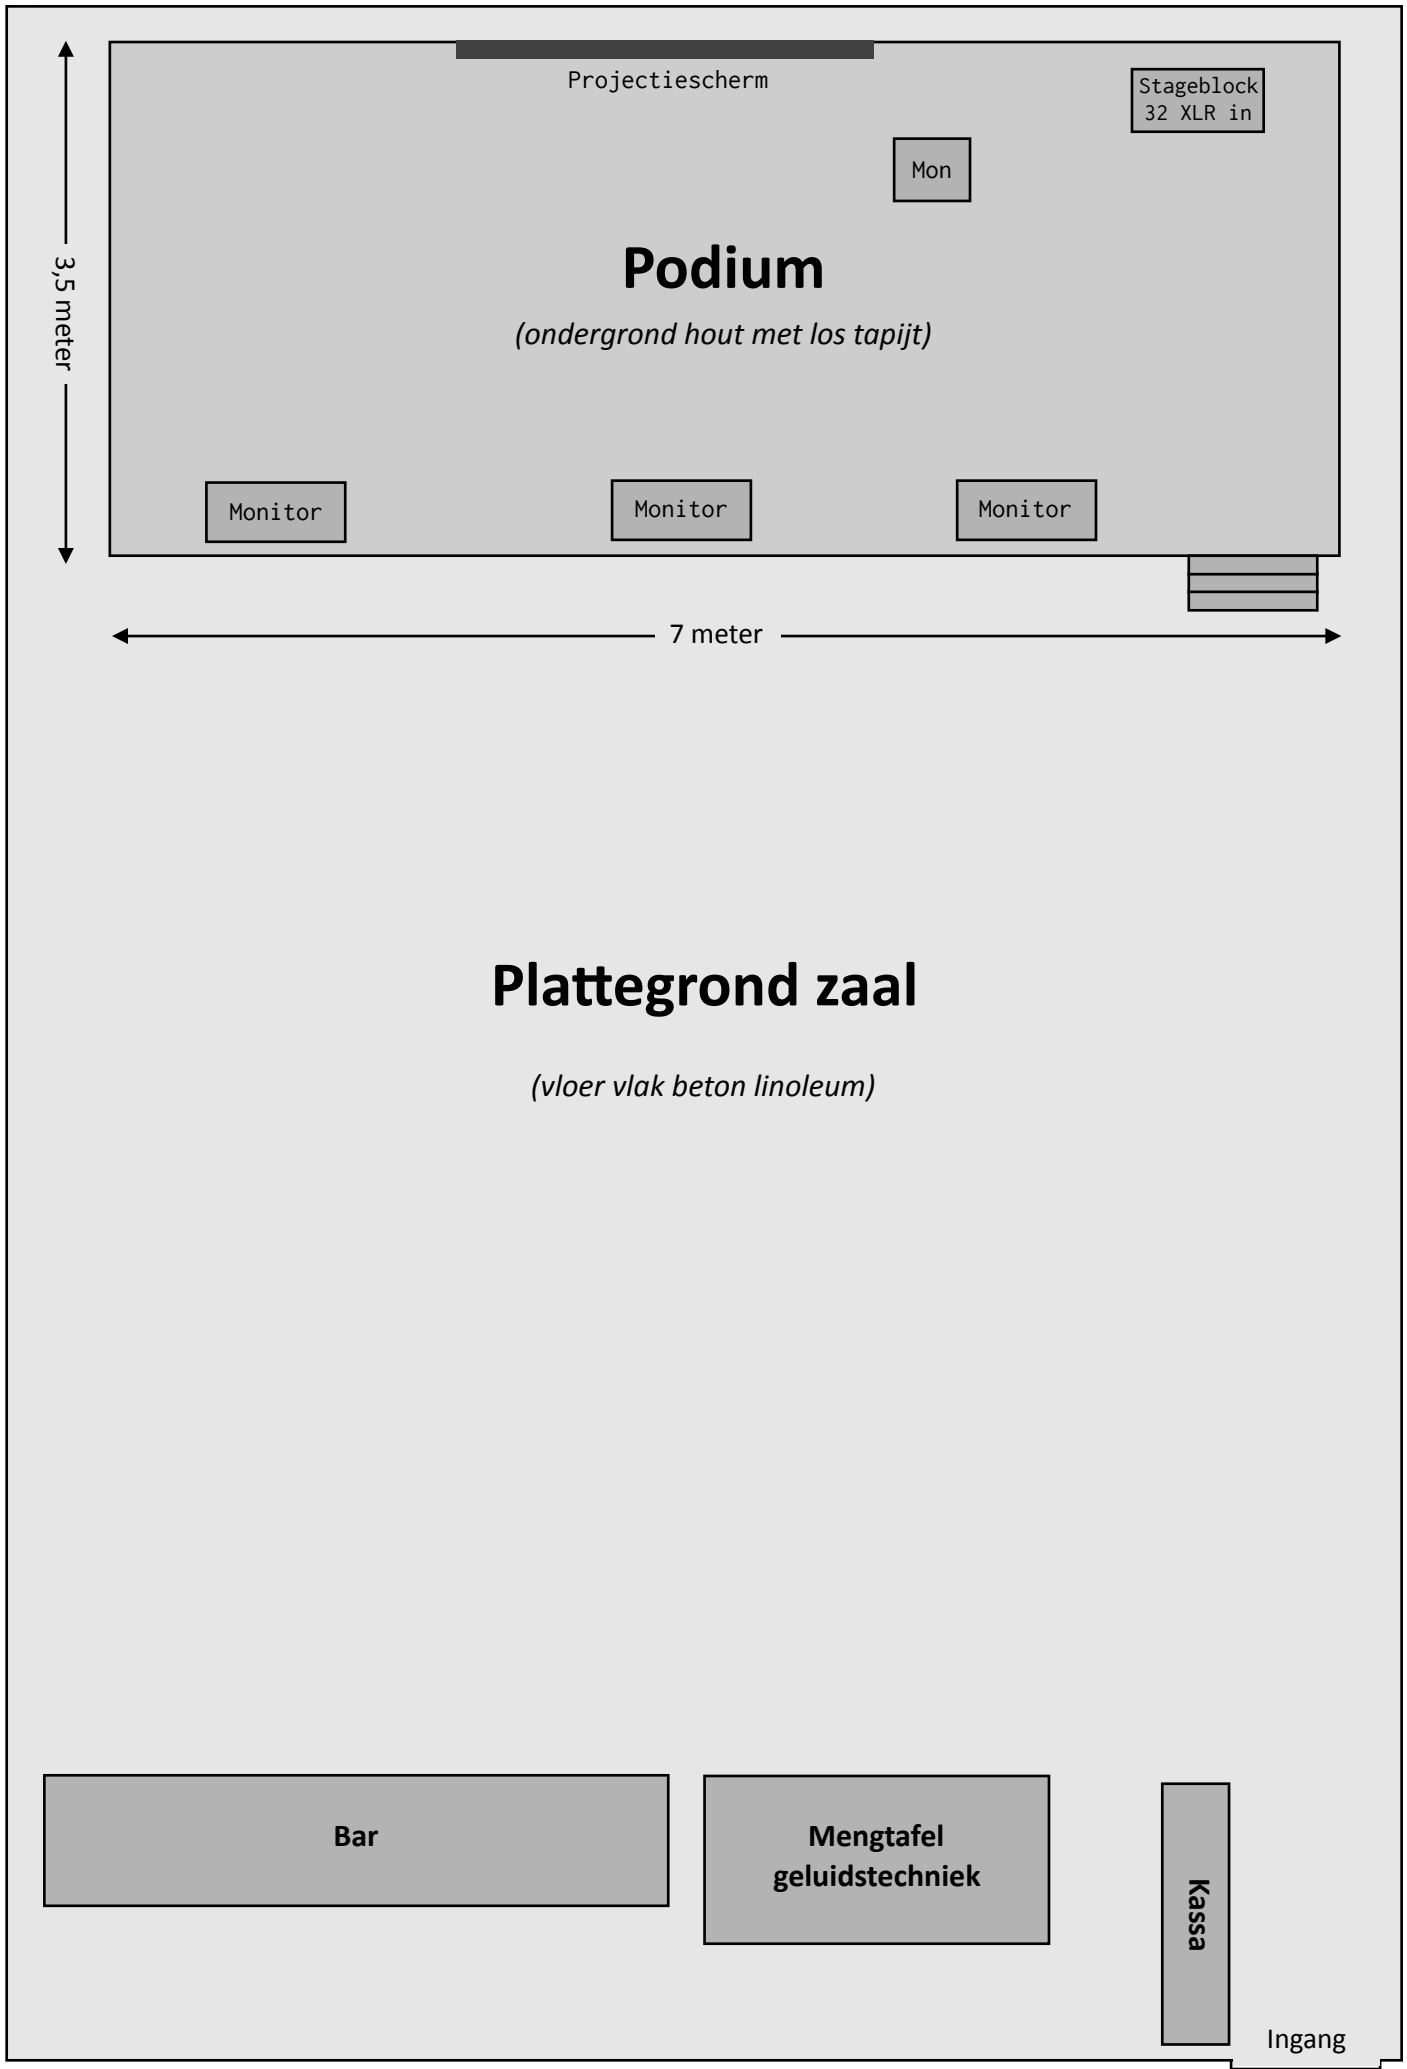 Projectiescherm
Stageblock
32 XLR in
Mon
Podium
(ondergrond hout met los tapijt)
3,5 meter
Monitor
Monitor
Monitor
7 meter
Plattegrond zaal
(vloer vlak beton linoleum)
Bar
Mengtafel
geluidstechniek
Kassa
Ingang